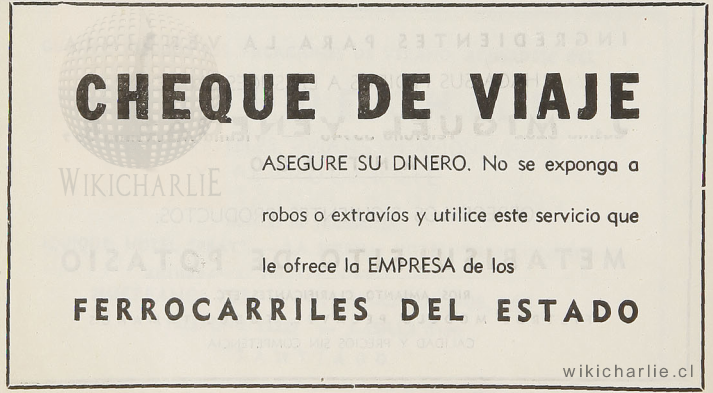 CHEQUE DE VIAJE
ASEGURE SU DINERO. No se exponga a
robos o extravíos y utilice este servicio que
le ofrece la EMPRESA de los
FERROCARRILES DEL ESTADO
WIKICHARLIE
wikicharlie.cl